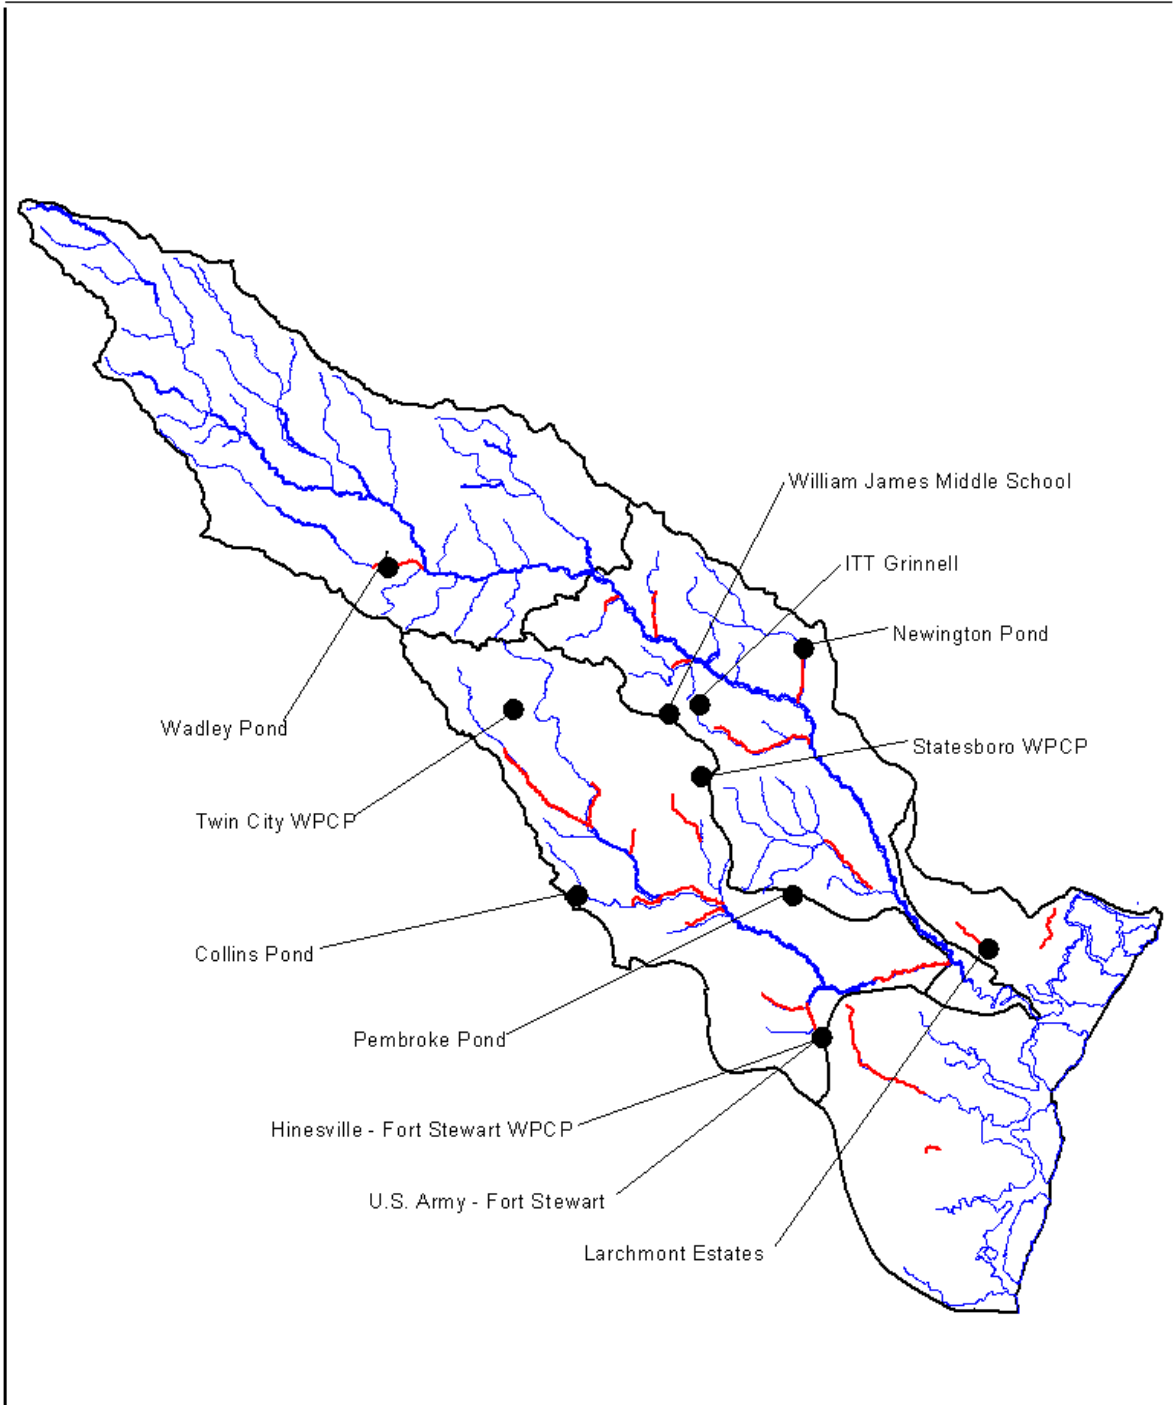 William James Middle School
ITT Grinnell
Newington Pond
Wadley Pond
Statesboro WPCP
Twin City WPCP
Collins Pond
Pembroke Pond
Hinesville - Fort Stewart WPCP
U.S. Army - Fort Stewart
Larchmont Estates